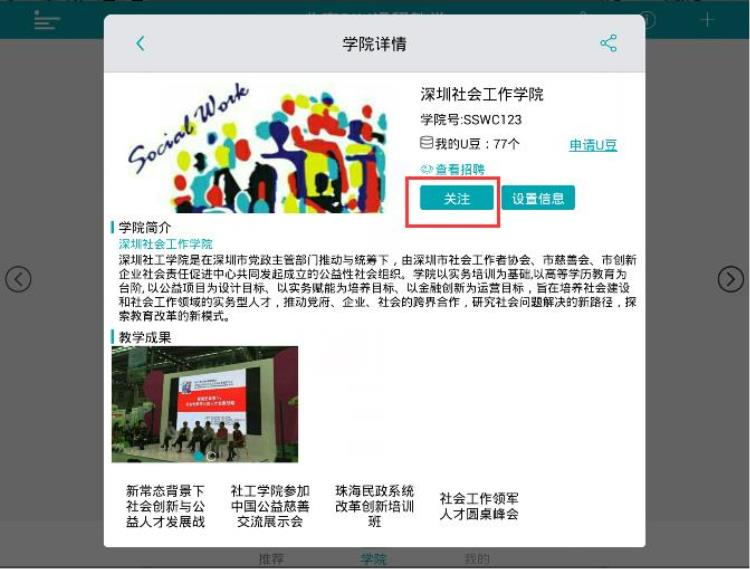 学院详情
Social Work
深圳社会工作学院
学院号:SSWC123
我的U豆：77个
申请U豆
查看招聘
关注
设置信息
学院简介
深圳社会工作学院
深圳社工学院是在深圳市党政主管部门推动与统筹下，由深圳市社会工作者协会、市慈善会、市创新
企业社会责任促进中心共同发起成立的公益性社会组织。学院以实务培训为基础,以高等学历教育为
台阶,以公益项目为设计目标、以实务赋能为培养目标、以金融创新为运营目标，旨在培养社会建设
和社会工作领域的实务型人才，推动党府、企业、社会的跨界合作，研究社会问题解决的新路径，探
索教育改革的新模式。
教学成果
新常态背景下
社会创新与公
益人才发展战
社工学院参加
中国公益慈善
交流展示会
珠海民政系统
改革创新培训
班
社会工作领军
人才圆桌峰会
推荐
学院
我的